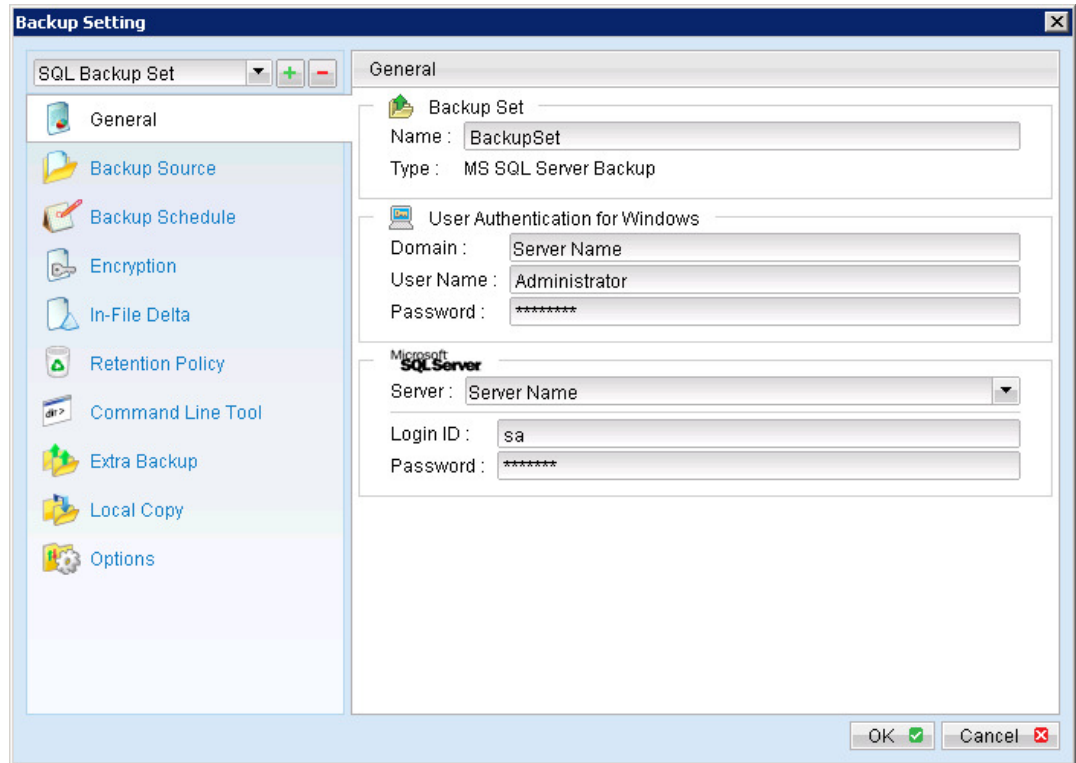 Backup Setting
SQL Backup Set
General
Backup Source
Backup Schedule
Encryption
In-File Delta
Retention Policy
dir>
Command Line Tool
Extra Backup
Local Copy
Options
General
Backup Set
Name : BackupSet
Type : MS SQL Server Backup
User Authentication for Windows
Domain : Server Name
User Name : Administrator
Password : ********
Microsoft
SQL Server
Server : Server Name
Login ID : sa
Password : *******
OK Cancel